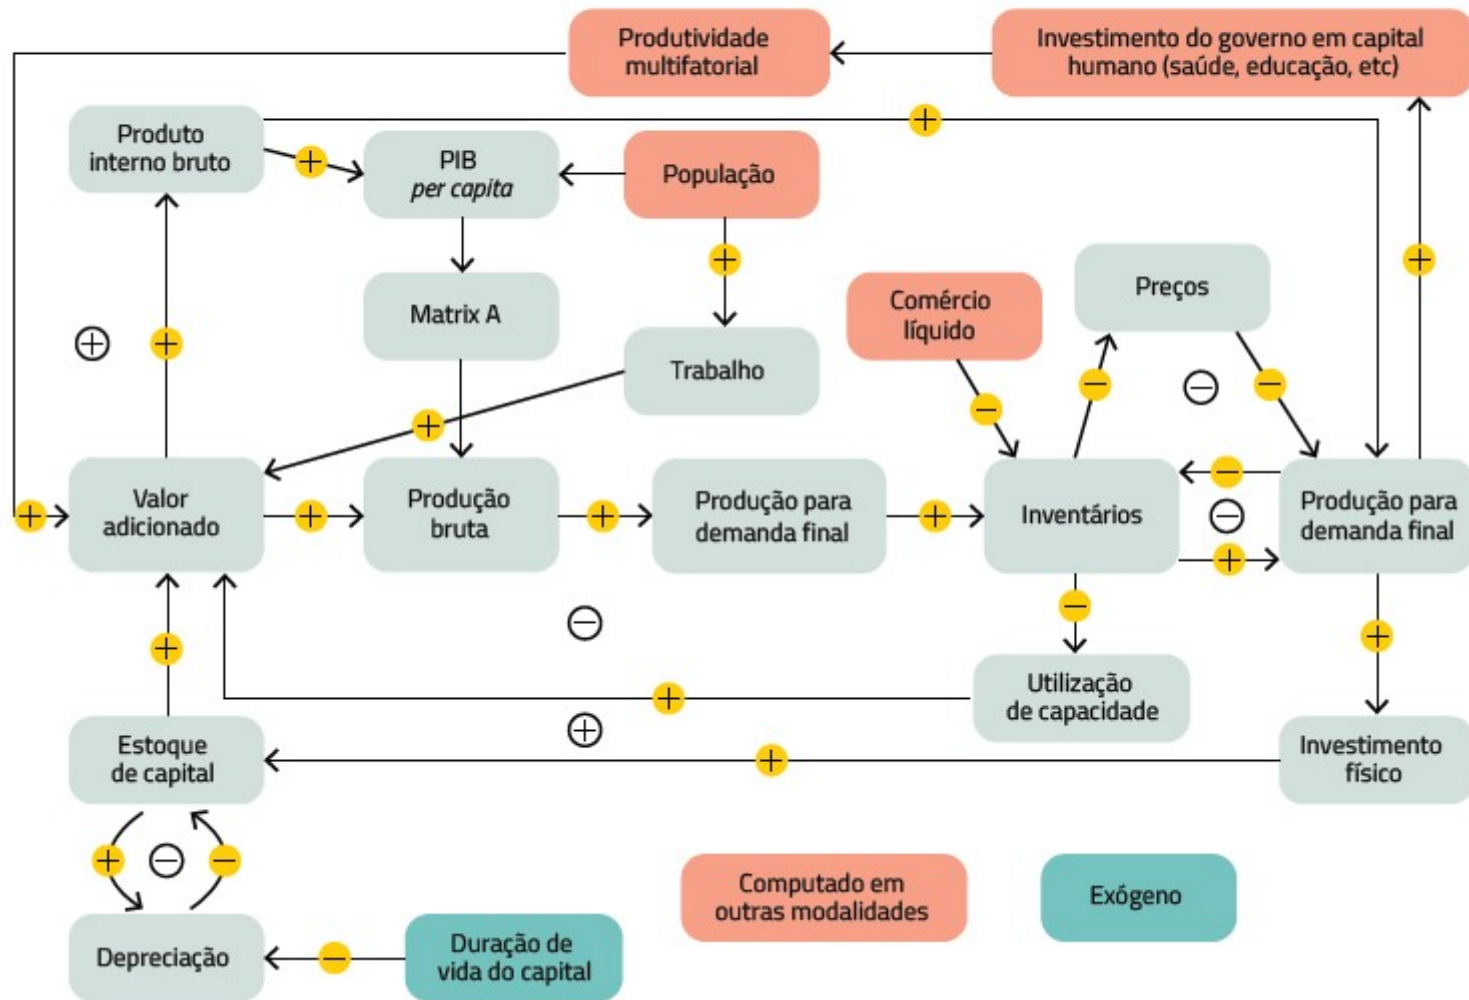 Produtividade
multifatorial
Investimento do governo em capital
humano (saúde, educação, etc)
Produto
interno bruto
+
+
PIB
per capita
População
+
+
Preços
Comércio
líquido
Matrix A
Trabalho
+
+
−
−
−
−
+
+
Valor
adicionado
+
Produção
bruta
+
Produção para
demanda final
+
Inventários
−
−
+
Produção para
demanda final
−
−
+
+
Utilização
de capacidade
+
+
Estoque
de capital
+
Investimento
físico
+
−
−
Depreciação
−
Duração de
vida do capital
Computado em
outras modalidades
Exógeno